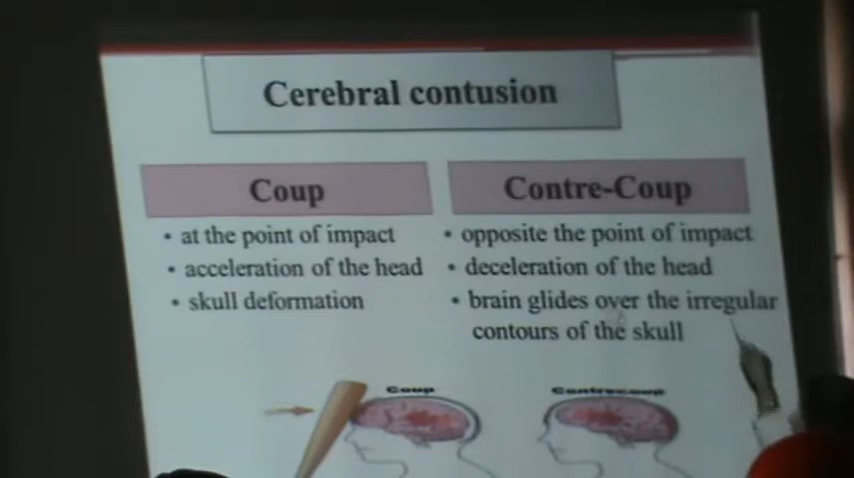 Cerebral contusion
Coup
• at the point of impact
• acceleration of the head
• skull deformation
Contre-Coup
• opposite the point of impact
• deceleration of the head
• brain glides over the irregular
contours of the skull
Coup
Contrecoup